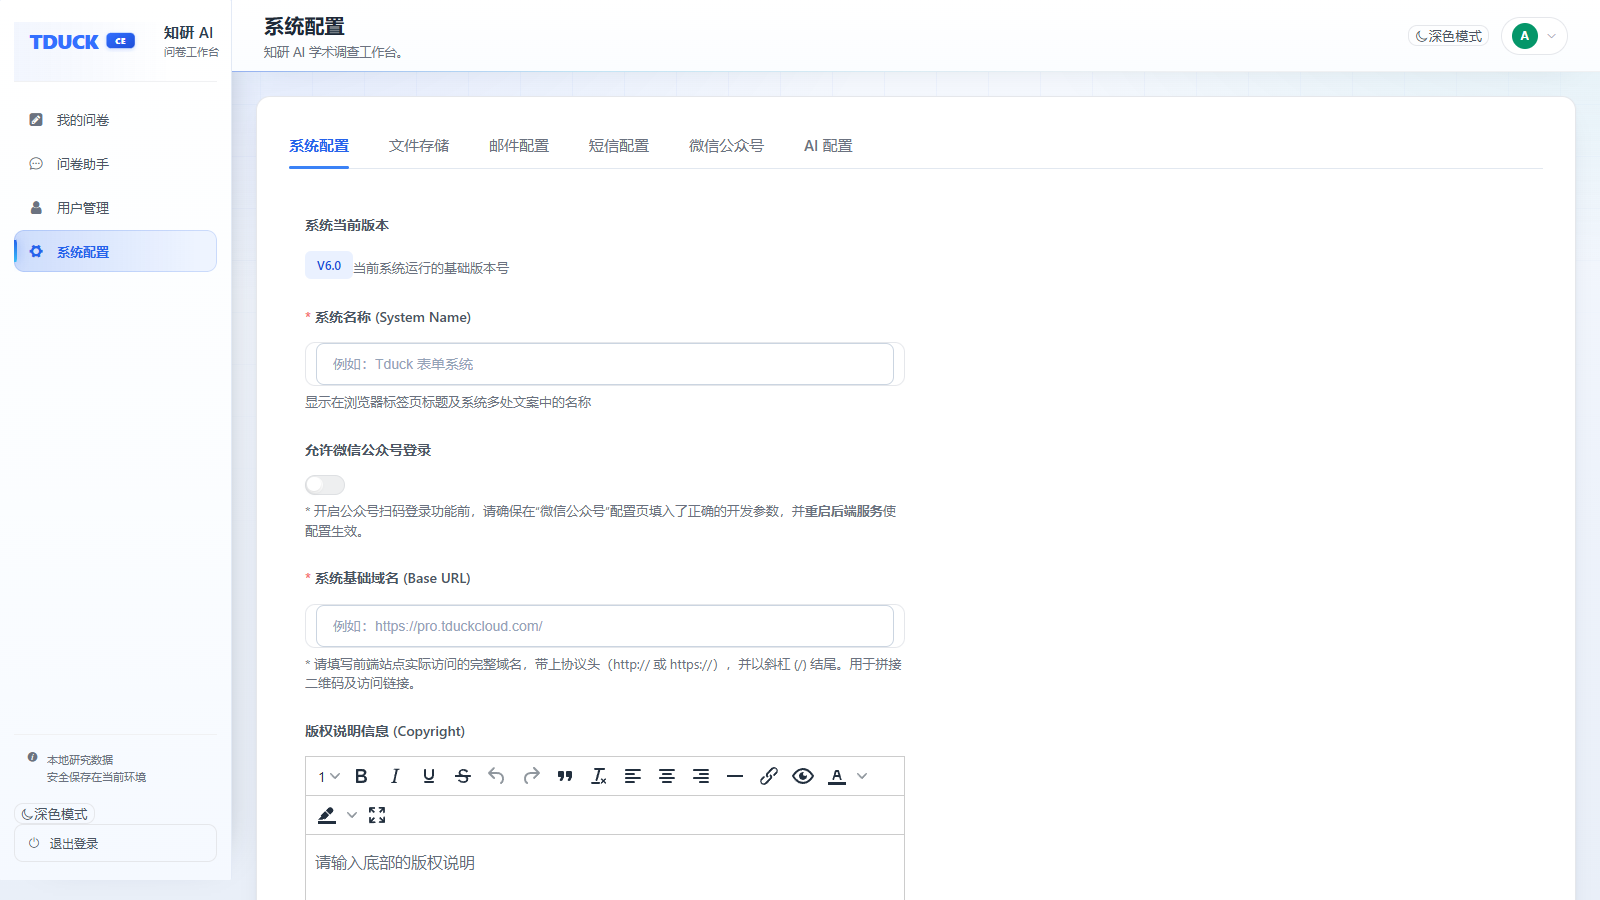 TDUCK CE
知研 AI
问卷工作台
我的问卷
问卷助手
用户管理
系统配置
本地研究数据
安全保存在当前环境
深色模式
退出登录
系统配置
知研 AI 学术调查工作台。
深色模式
A
系统配置 文件存储 邮件配置 短信配置 微信公众号 AI 配置
系统当前版本
V6.0 当前系统运行的基础版本号
* 系统名称 (System Name)
例如：Tduck 表单系统
显示在浏览器标签页标题及系统多处文案中的名称
允许微信公众号登录
* 开启公众号扫码登录功能前，请确保在“微信公众号”配置页填入了正确的开发参数，并重启后端服务使
配置生效。
* 系统基础域名 (Base URL)
例如：https://pro.tduckcloud.com/
* 请填写前端站点实际访问的完整域名，带上协议头（http:// 或 https://），并以斜杠 (/) 结尾。用于拼接
二维码及访问链接。
版权说明信息 (Copyright)
1 B I U S A
请输入底部的版权说明